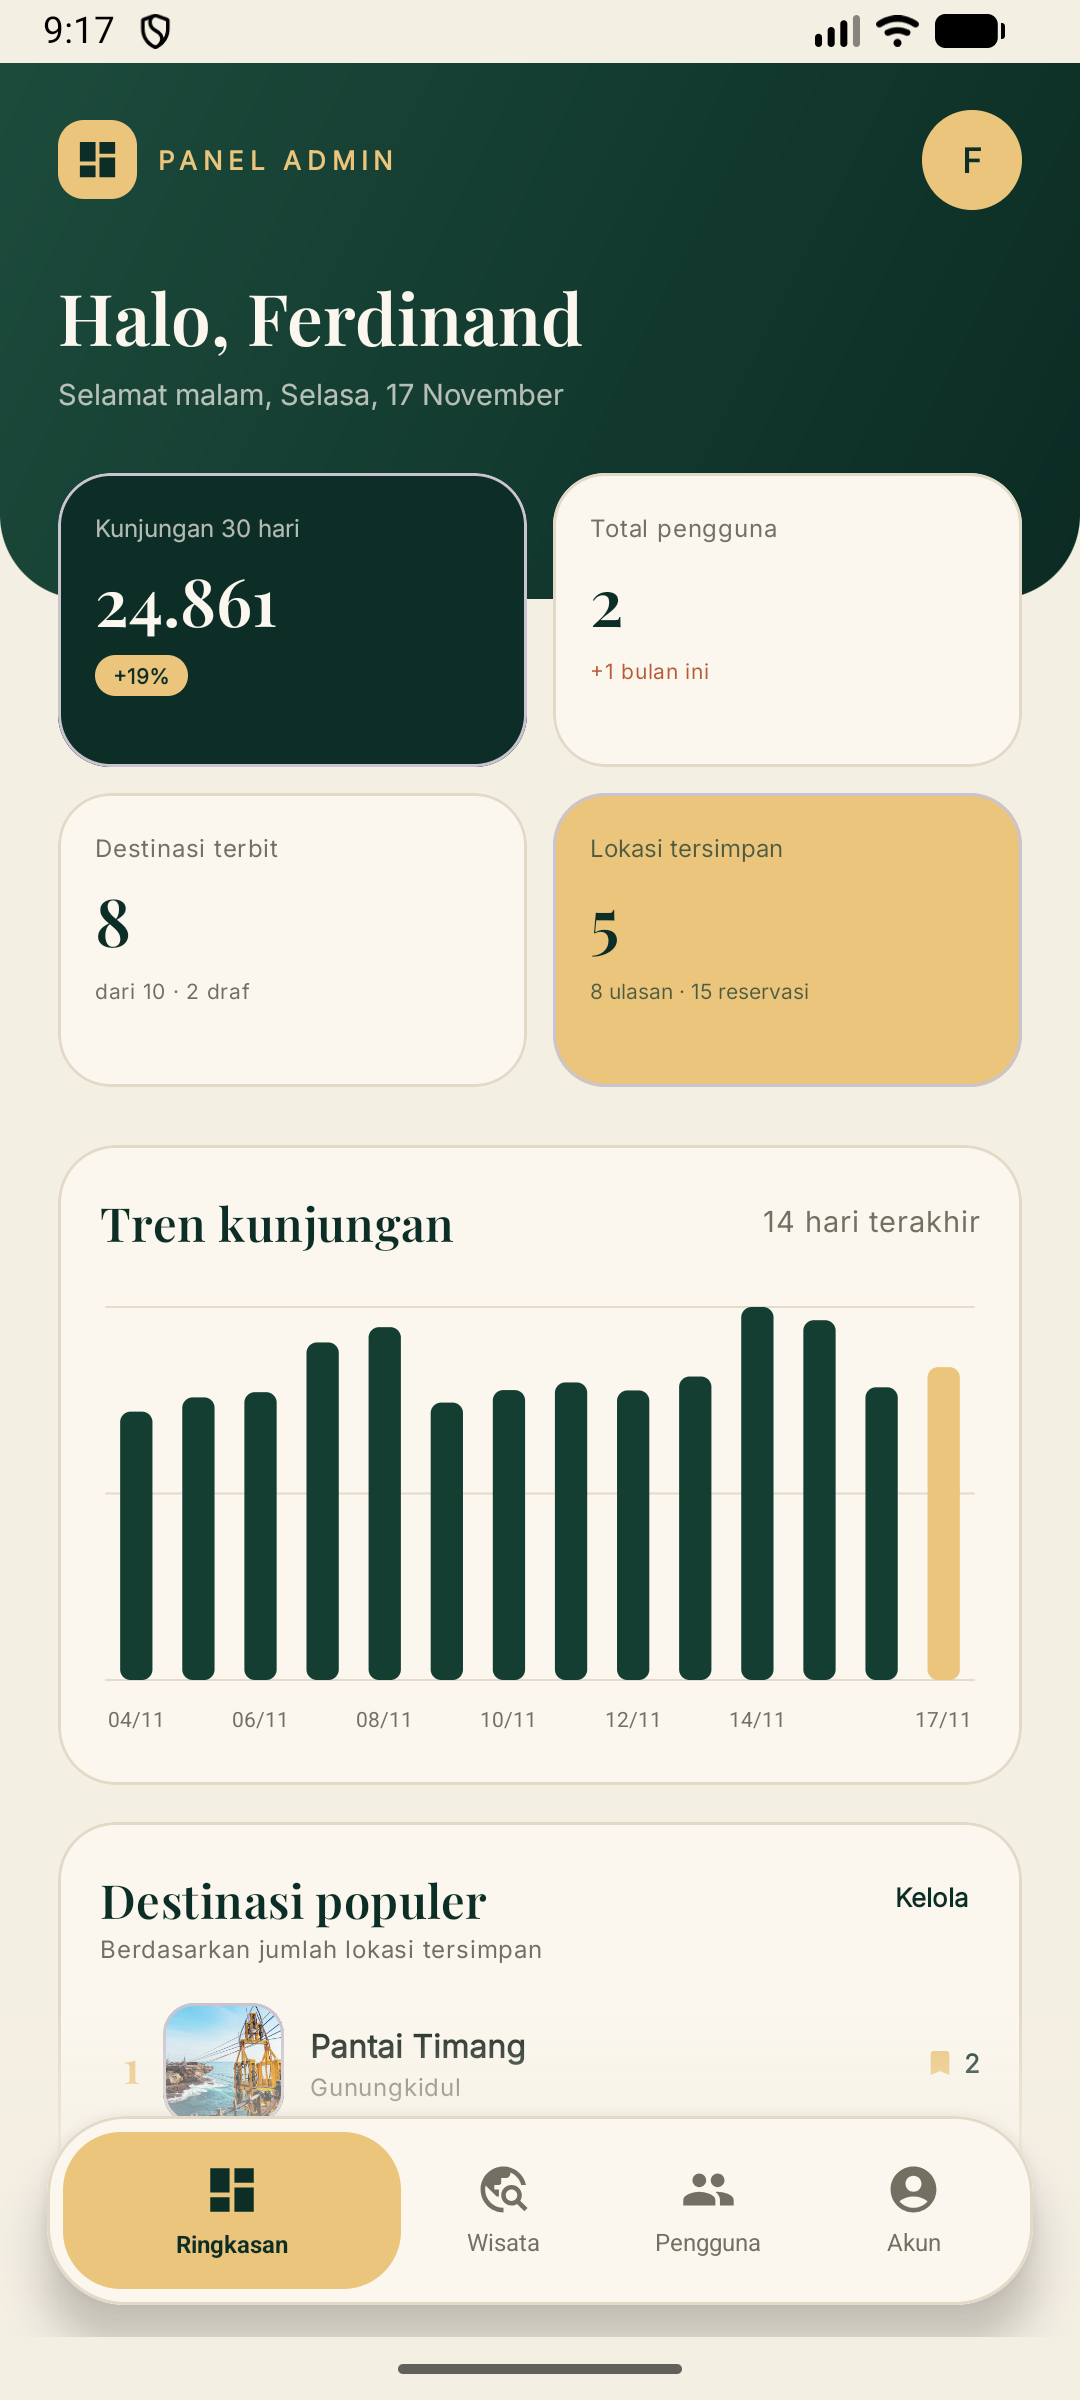 9:17
PANEL ADMIN
F
Halo, Ferdinand
Selamat malam, Selasa, 17 November
Kunjungan 30 hari
24.861
+19%
Total pengguna
2
+1 bulan ini
Destinasi terbit
8
dari 10 · 2 draf
Lokasi tersimpan
5
8 ulasan · 15 reservasi
Tren kunjungan
14 hari terakhir
04/11 06/11 08/11 10/11 12/11 14/11 17/11
Destinasi populer
Kelola
Berdasarkan jumlah lokasi tersimpan
1
Pantai Timang
Gunungkidul
2
Ringkasan
Wisata
Pengguna
Akun